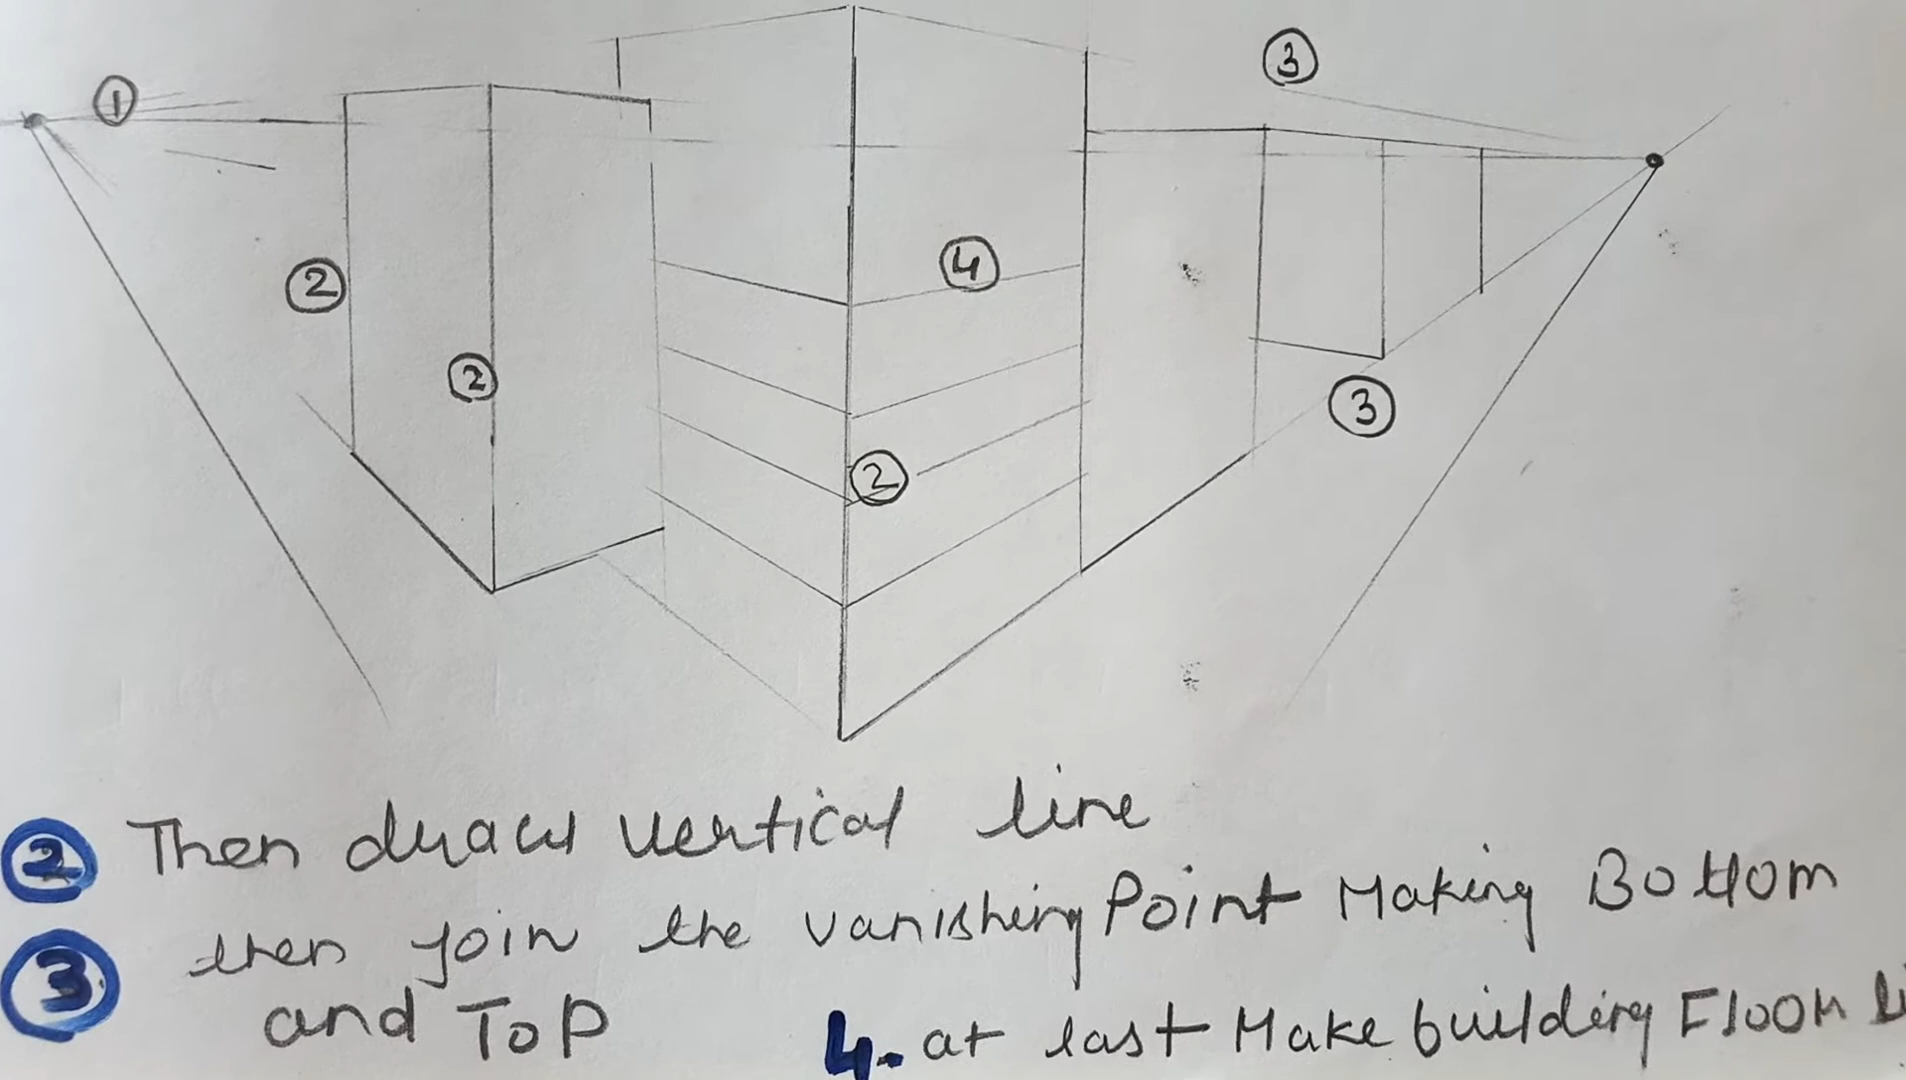 1
3
2
4
2
3
2
2 Then draw vertical line
3 then join the vanishing Point Making Bottom
and Top
4. at last Make building Floor li